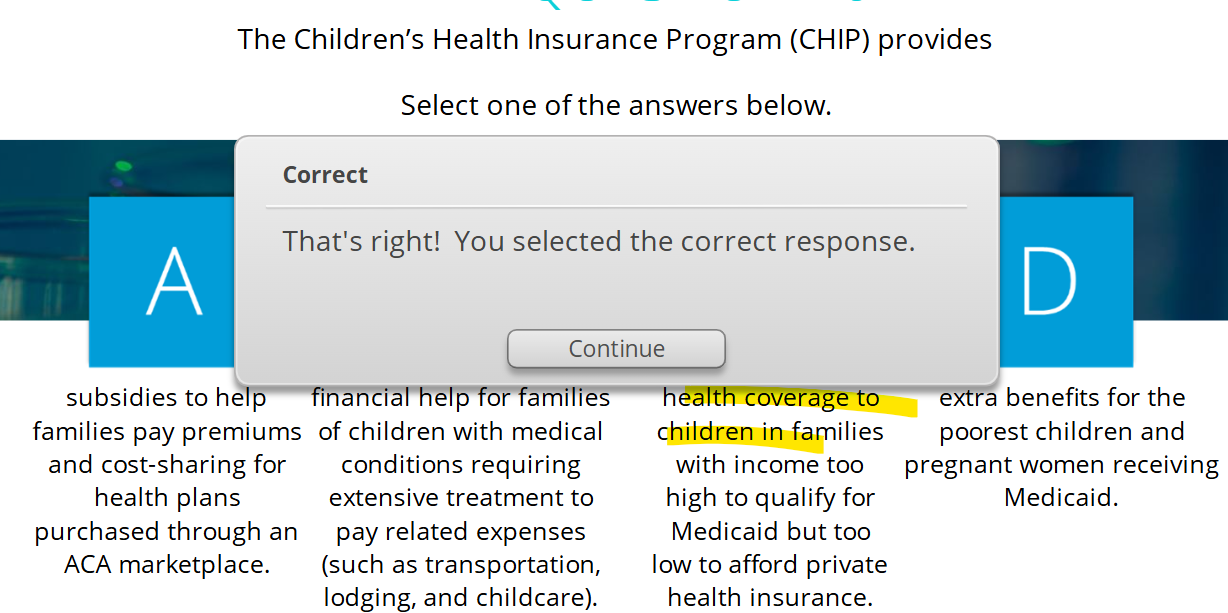 The Children’s Health Insurance Program (CHIP) provides
Select one of the answers below.
Correct
That's right!  You selected the correct response.
Continue
A
subsidies to help
families pay premiums
and cost-sharing for
health plans
purchased through an
ACA marketplace.
financial help for families
of children with medical
conditions requiring
extensive treatment to
pay related expenses
(such as transportation,
lodging, and childcare).
health coverage to
children in families
with income too
high to qualify for
Medicaid but too
low to afford private
health insurance.
D
extra benefits for the
poorest children and
pregnant women receiving
Medicaid.